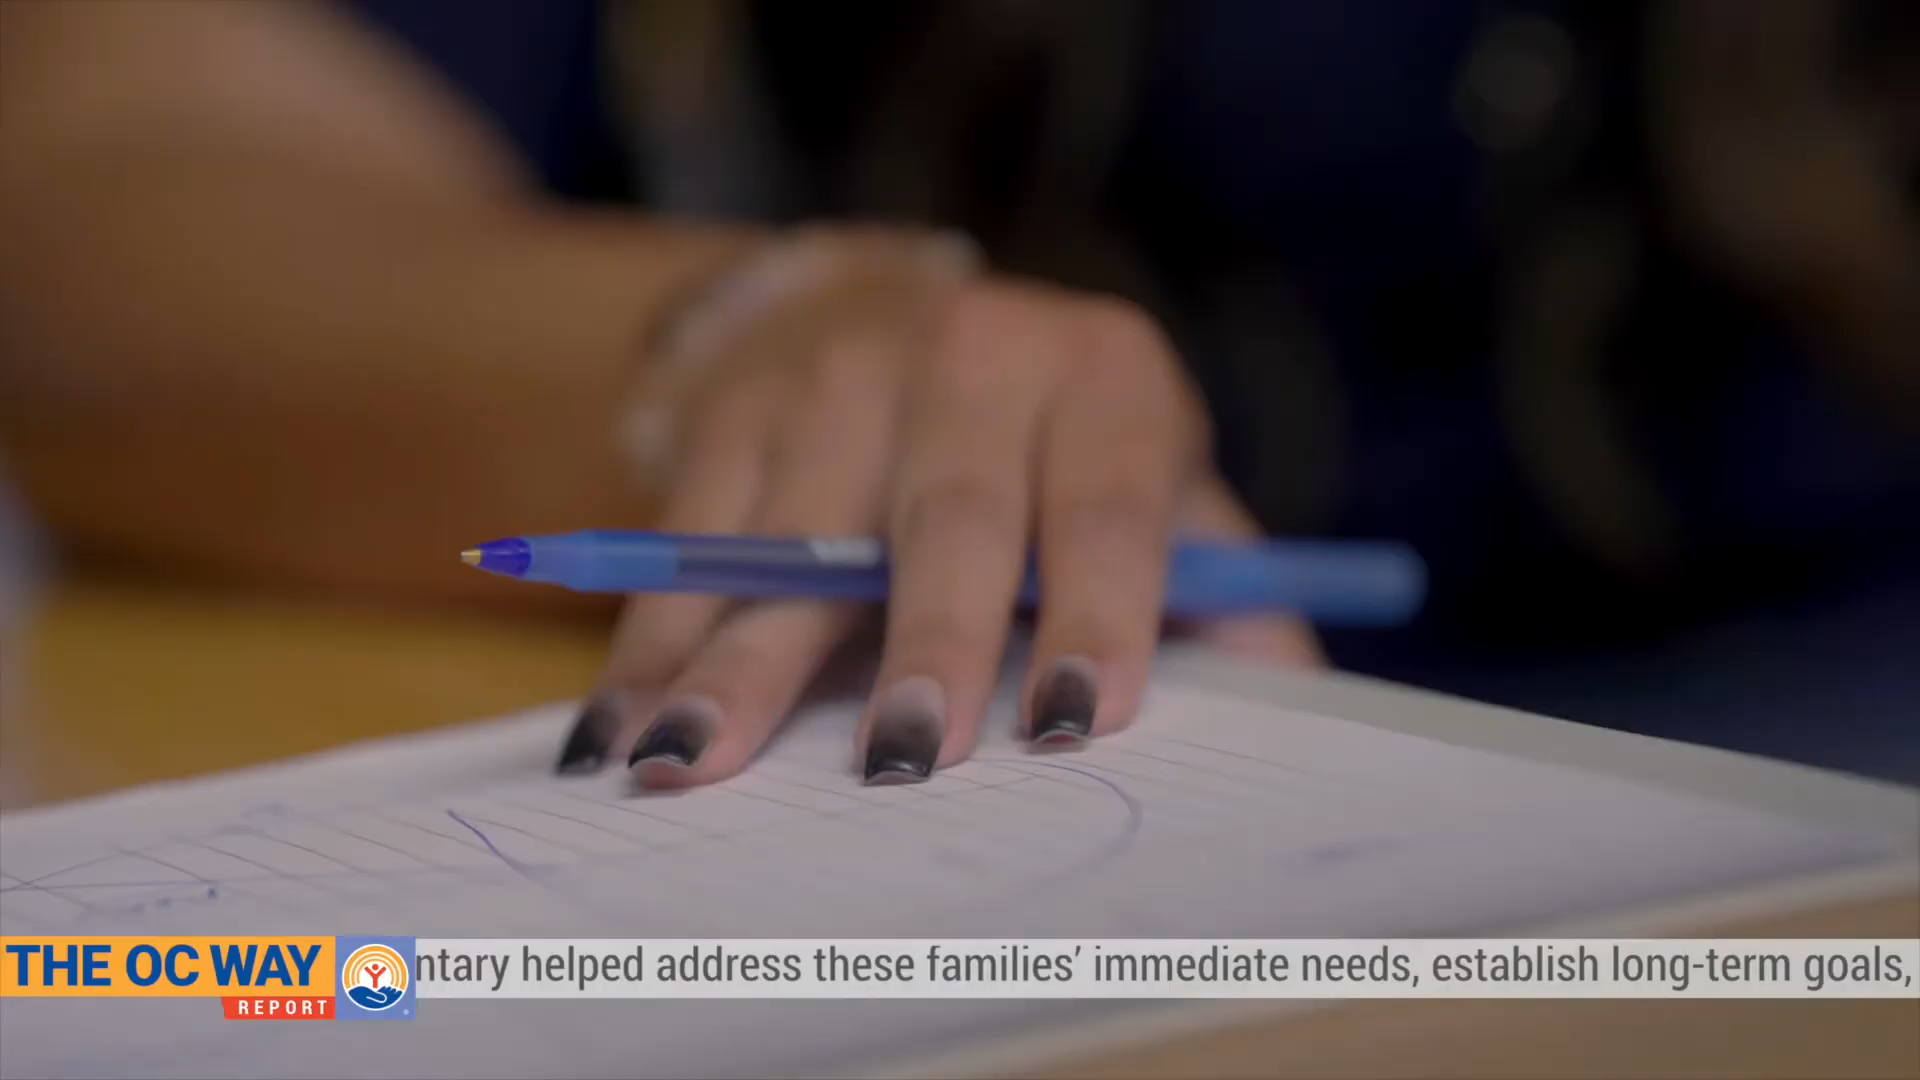 THE OC WAY
REPORT
ntary helped address these families’ immediate needs, establish long-term goals,